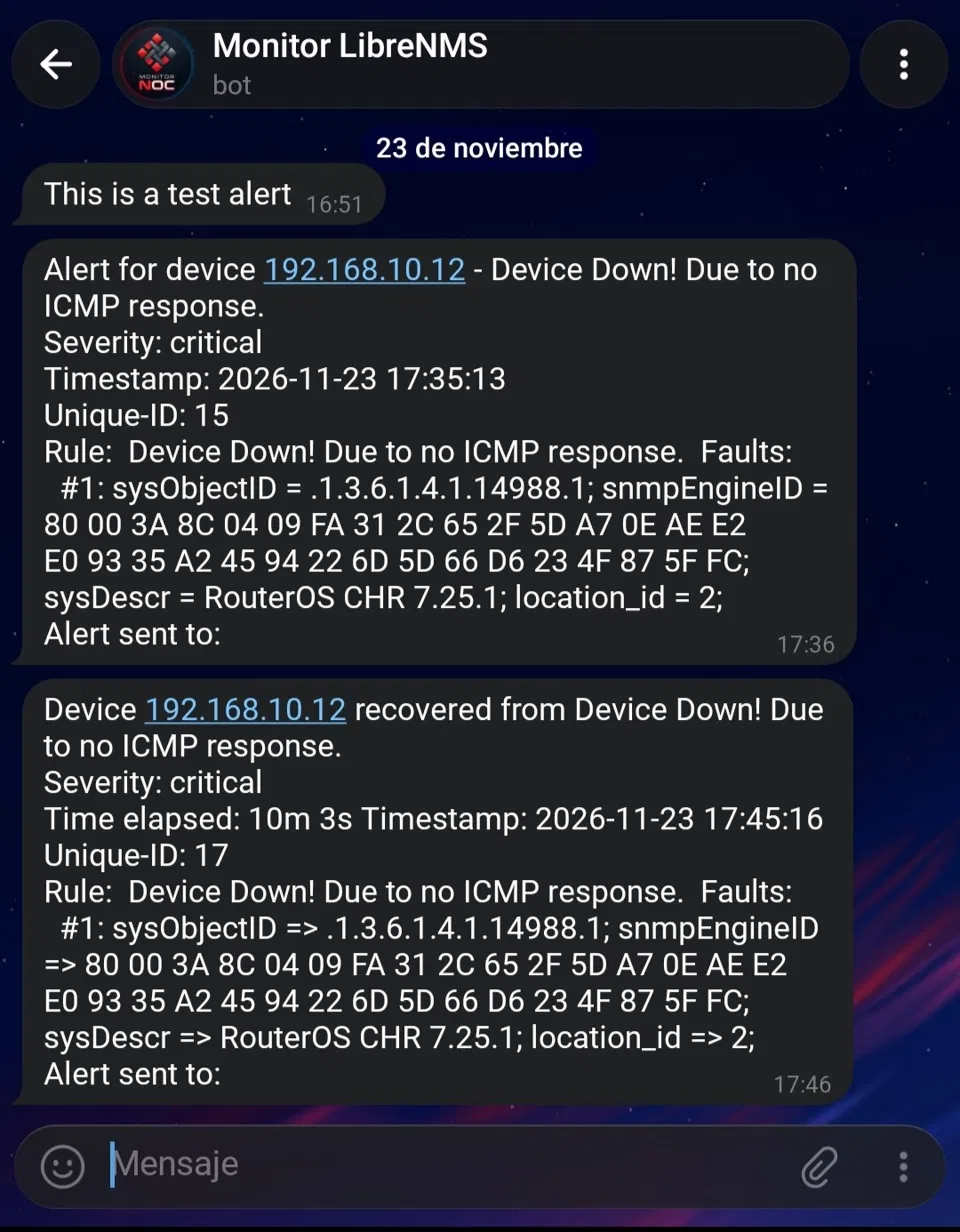 Monitor LibreNMS
MONITOR
NOC
bot
23 de noviembre
This is a test alert 16:51
Alert for device 192.168.10.12 - Device Down! Due to no
ICMP response.
Severity: critical
Timestamp: 2026-11-23 17:35:13
Unique-ID: 15
Rule:  Device Down! Due to no ICMP response.  Faults:
#1: sysObjectID = .1.3.6.1.4.1.14988.1; snmpEngineID =
80 00 3A 8C 04 09 FA 31 2C 65 2F 5D A7 0E AE E2
E0 93 35 A2 45 94 22 6D 5D 66 D6 23 4F 87 5F FC;
sysDescr = RouterOS CHR 7.25.1; location_id = 2;
Alert sent to:
17:36
Device 192.168.10.12 recovered from Device Down! Due
to no ICMP response.
Severity: critical
Time elapsed: 10m 3s Timestamp: 2026-11-23 17:45:16
Unique-ID: 17
Rule:  Device Down! Due to no ICMP response.  Faults:
#1: sysObjectID => .1.3.6.1.4.1.14988.1; snmpEngineID
=> 80 00 3A 8C 04 09 FA 31 2C 65 2F 5D A7 0E AE E2
E0 93 35 A2 45 94 22 6D 5D 66 D6 23 4F 87 5F FC;
sysDescr => RouterOS CHR 7.25.1; location_id => 2;
Alert sent to:
17:46
Mensaje